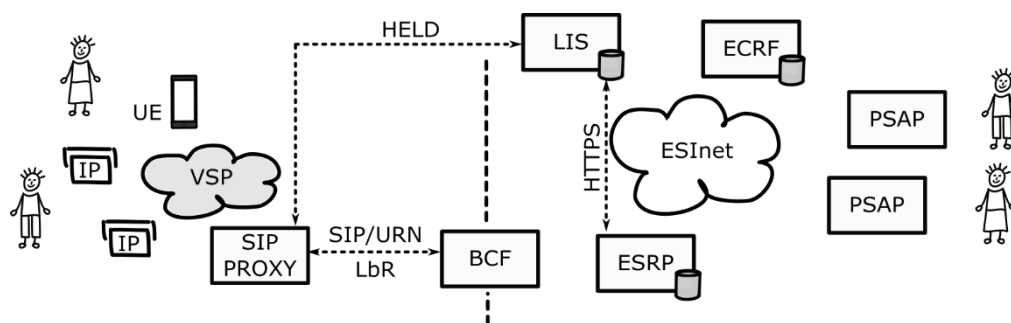 HELD
LIS
ECRF
UE
IP
VSP
IP
SIP
PROXY
SIP/URN
LbR
BCF
HTTPS
ESInet
ESRP
PSAP
PSAP